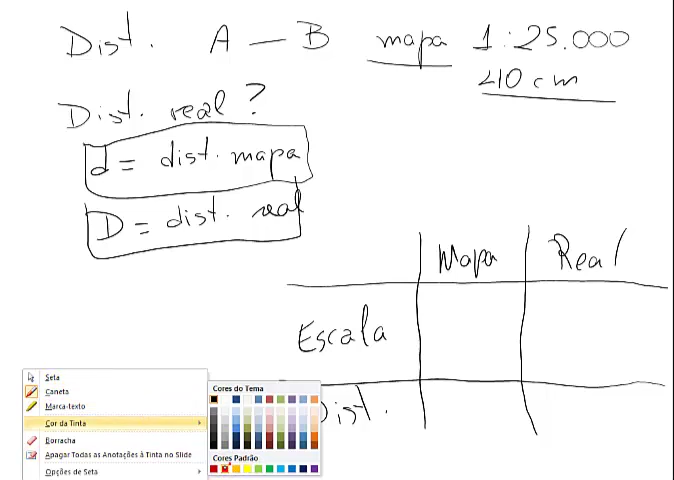 Dist. A — B mapa 1:25.000
40 cm
Dist. real?
d = dist. mapa
D = dist. real
Mapa Real
Escala
Dist.
Seta
Caneta
Marca-texto
Cor da Tinta
Borracha
Apagar Todas as Anotações à Tinta no Slide
Opções de Seta
Cores do Tema
Cores Padrão